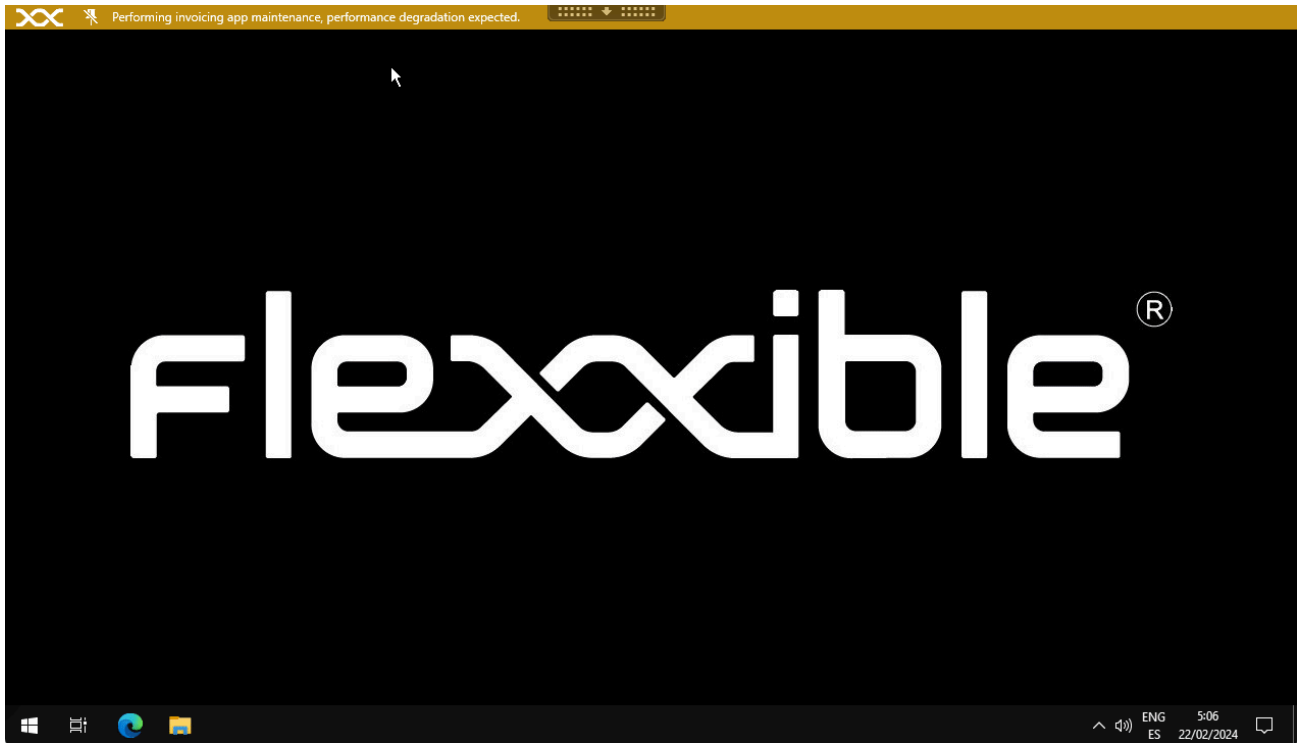 Performing invoicing app maintenance, performance degradation expected.
Flexxible®
ENG
ES
5:06
22/02/2024